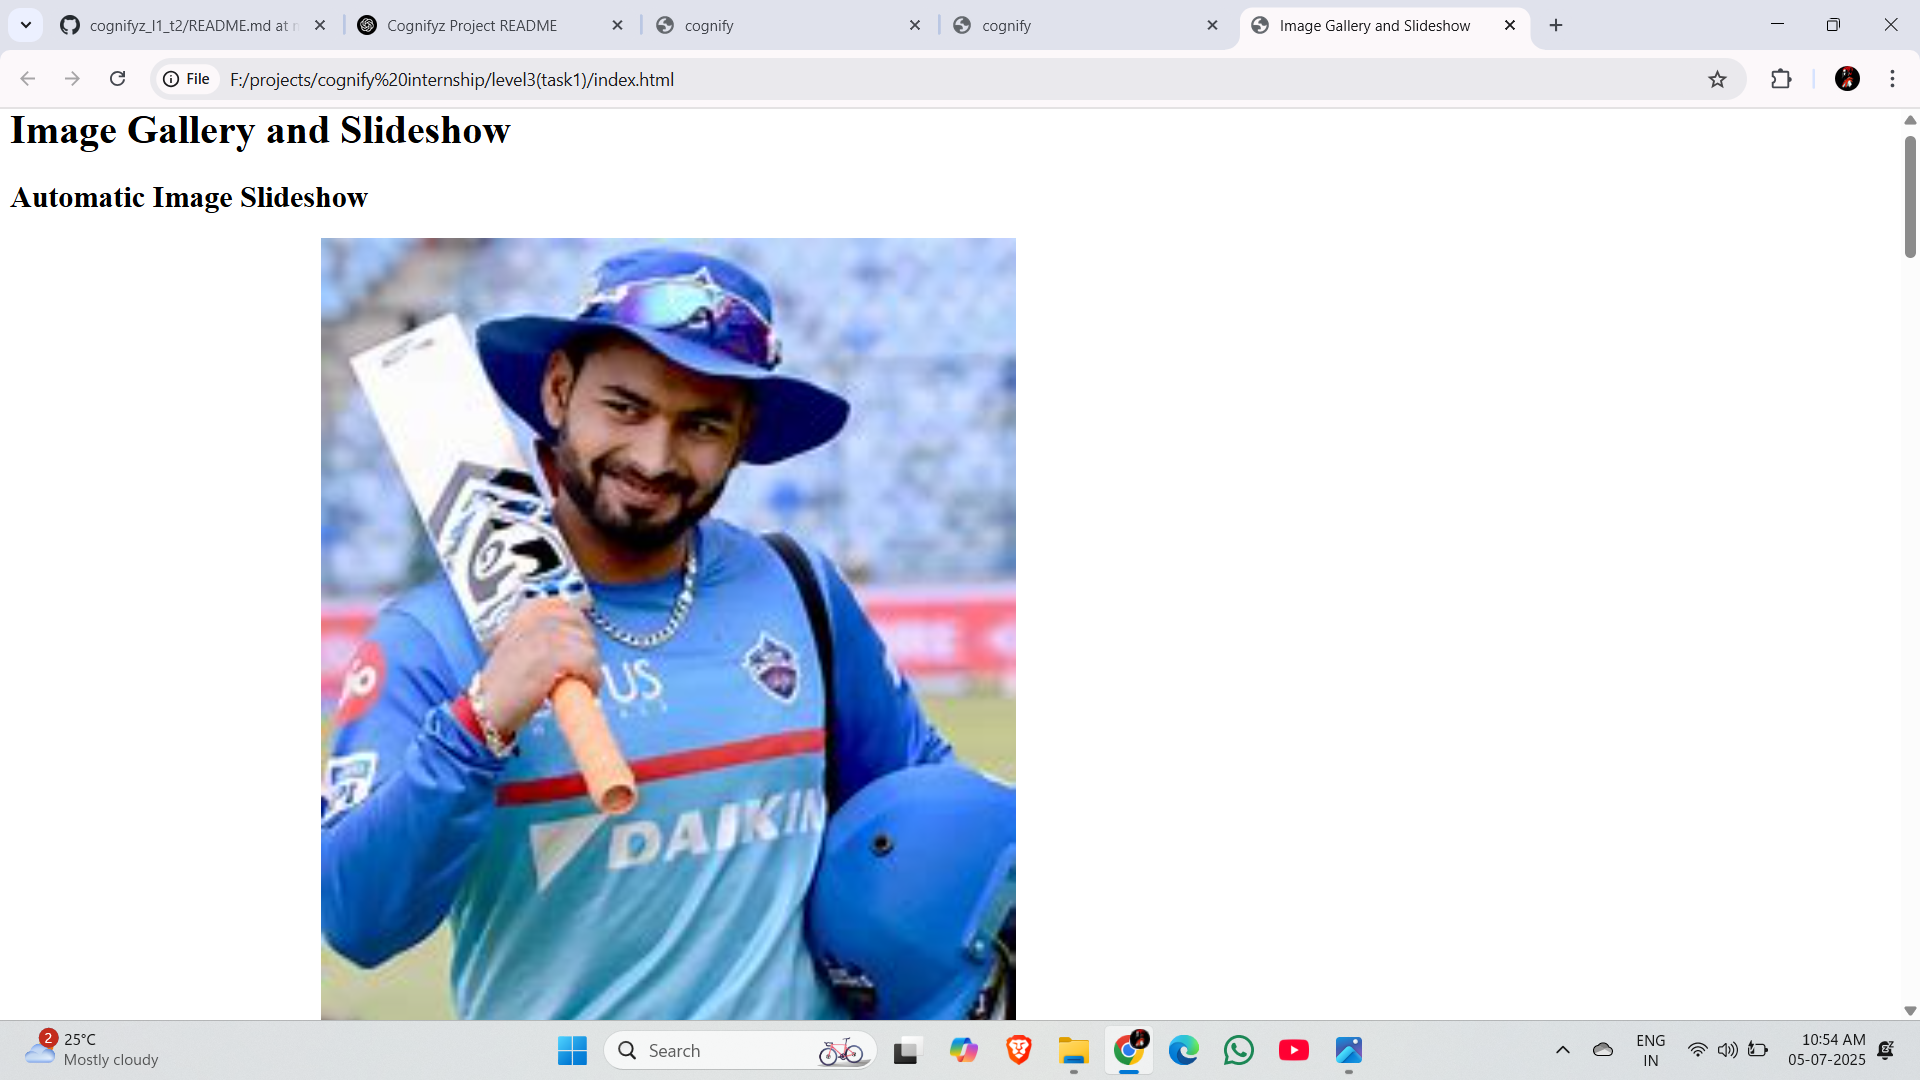 cognifyz_l1_t2/README.md at
Cognifyz Project README
cognify
cognify
Image Gallery and Slideshow
File
F:/projects/cognify%20internship/level3(task1)/index.html
Image Gallery and Slideshow
Automatic Image Slideshow
US
DAIKIN
2
25°C
Mostly cloudy
Search
ENG
IN
10:54 AM
05-07-2025